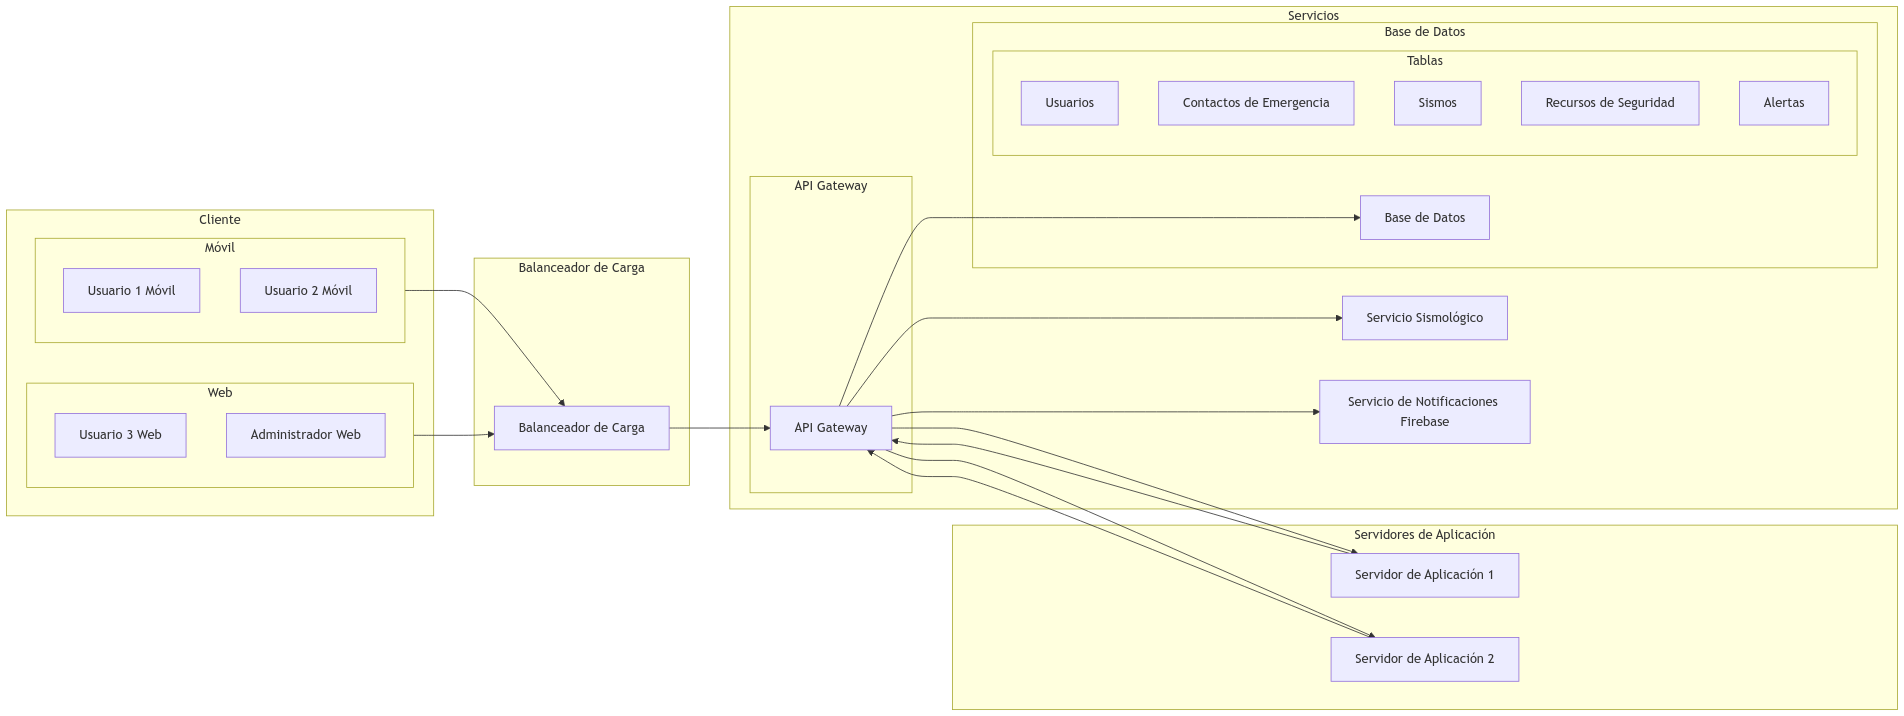 Cliente
Móvil
Usuario 1 Móvil
Usuario 2 Móvil
Web
Usuario 3 Web
Administrador Web
Balanceador de Carga
Balanceador de Carga
Servicios
Base de Datos
Tablas
Usuarios
Contactos de Emergencia
Sismos
Recursos de Seguridad
Alertas
Base de Datos
API Gateway
API Gateway
Servicio Sismológico
Servicio de Notificaciones
Firebase
Servidores de Aplicación
Servidor de Aplicación 1
Servidor de Aplicación 2